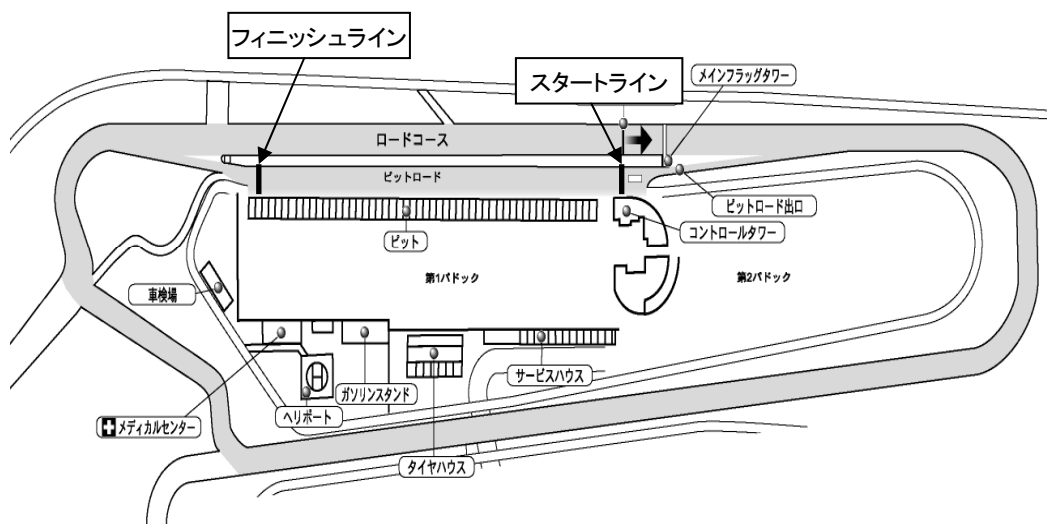 フィニッシュライン
スタートライン
メインフラッグタワー
ロードコース
ピットロード
ピットロード出口
ピット
コントロールタワー
第1パドック
第2パドック
車検場
サービスハウス
ガソリンスタンド
H
ヘリポート
メディカルセンター
タイヤハウス